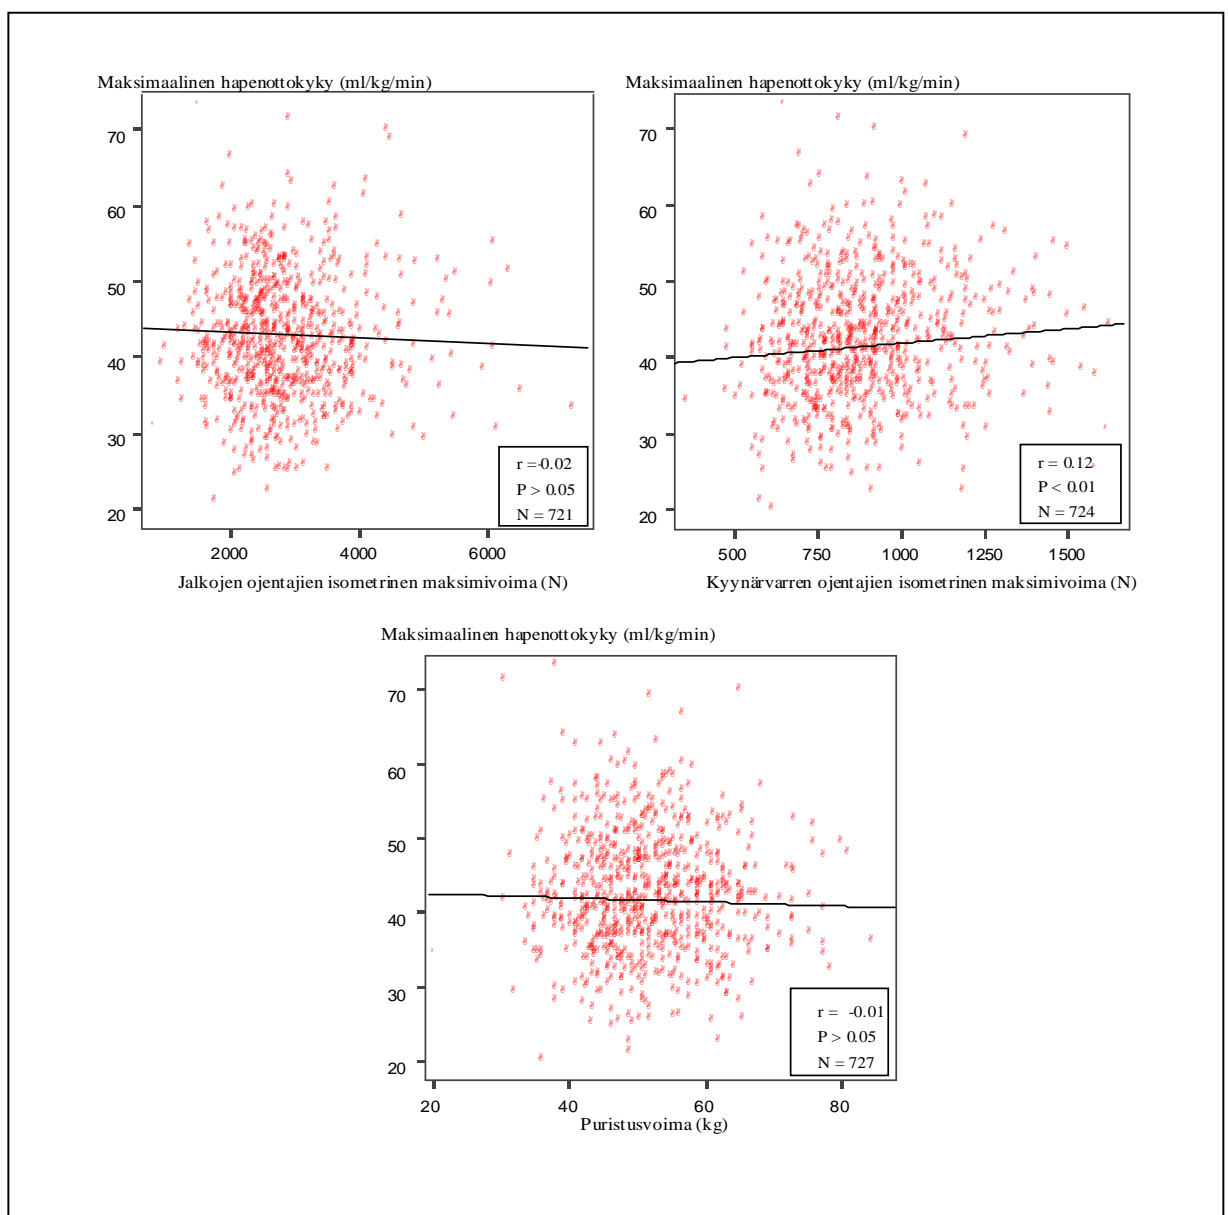 Maksimaalinen hapenottokyky (ml/kg/min)
70
60
50
40
30
20
r =-0.02
P > 0.05
N = 721
2000 4000 6000
Jalkojen ojentajien isometrinen maksimivoima (N)
Maksimaalinen hapenottokyky (ml/kg/min)
70
60
50
40
30
20
r = 0.12
P < 0.01
N = 724
500 750 1000 1250 1500
Kyynärvarren ojentajien isometrinen maksimivoima (N)
Maksimaalinen hapenottokyky (ml/kg/min)
70
60
50
40
30
20
r = -0.01
P > 0.05
N = 727
20 40 60 80
Puristusvoima (kg)